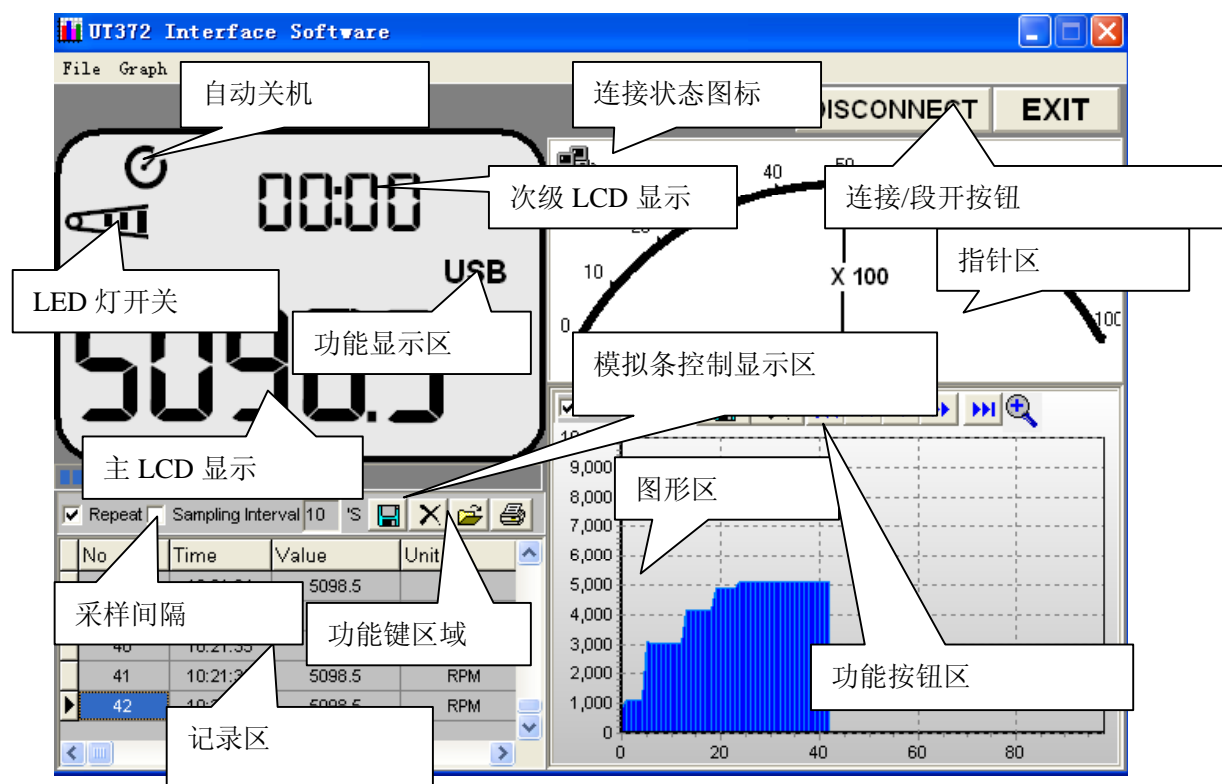 UT372 Interface Software
File Graph
自动关机
连接状态图标
DISCONNECT
EXIT
00:00
次级 LCD 显示
40
50
连接/段开按钮
LED 灯开关
USB
10
X 100
指针区
0
100
功能显示区
模拟条控制显示区
主 LCD 显示
图形区
Repeat
Sampling Interval 10 'S
No Time Value Unit
5098.5
采样间隔
功能键区域
40 10:21:35
41 5098.5 RPM
42 5098.5 RPM
记录区
9,000
8,000
7,000
6,000
5,000
4,000
3,000
2,000
1,000
0
0 20 40 60 80
功能按钮区